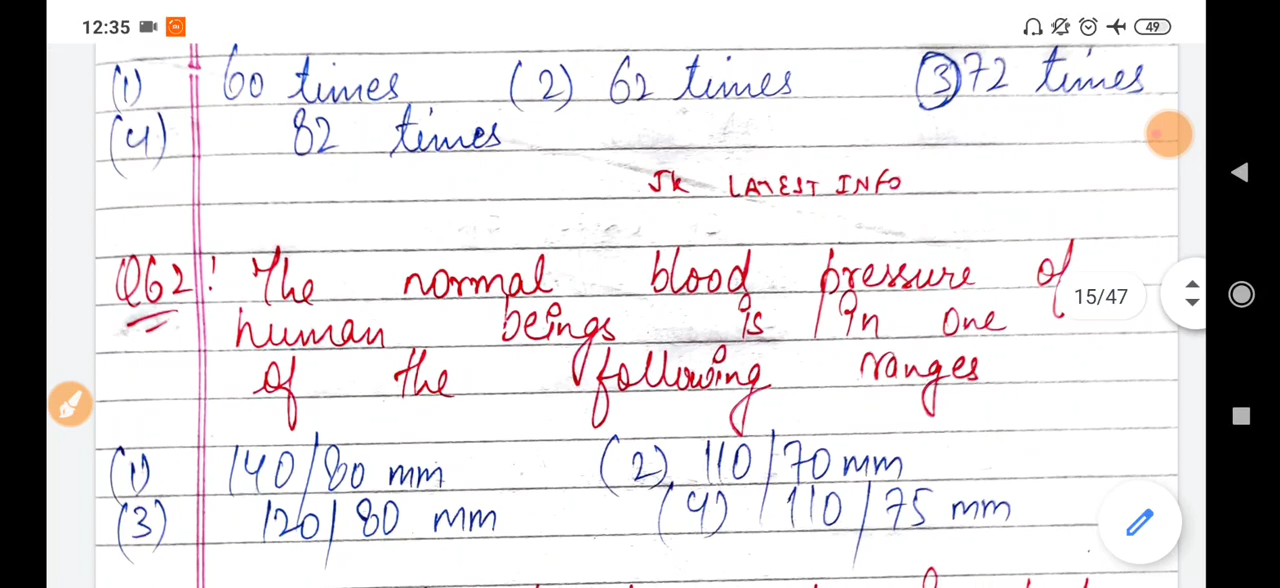 12:35
49
(1) 60 times (2) 62 times (3) 72 times
(4) 82 times
JK LATEST INFO
Q62! The normal blood pressure of
human beings is in one
of the following ranges
15/47
(1) 140/80 mm (2) 110/70 mm
(3) 120/80 mm (4) 110/75 mm